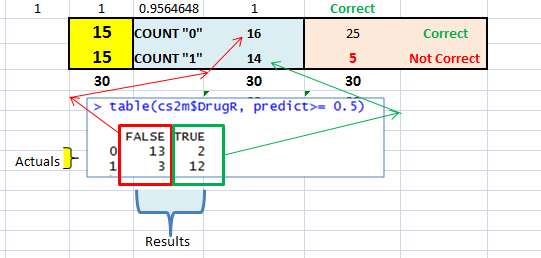 1 1 0.9564648 1 Correct
15 COUNT "0" 16 25 Correct
15 COUNT "1" 14 5 Not Correct
30 30 30
> table(cs2m$DrugR, predict>= 0.5)
FALSE TRUE
0 13 2
1 3 12
Actuals
Results